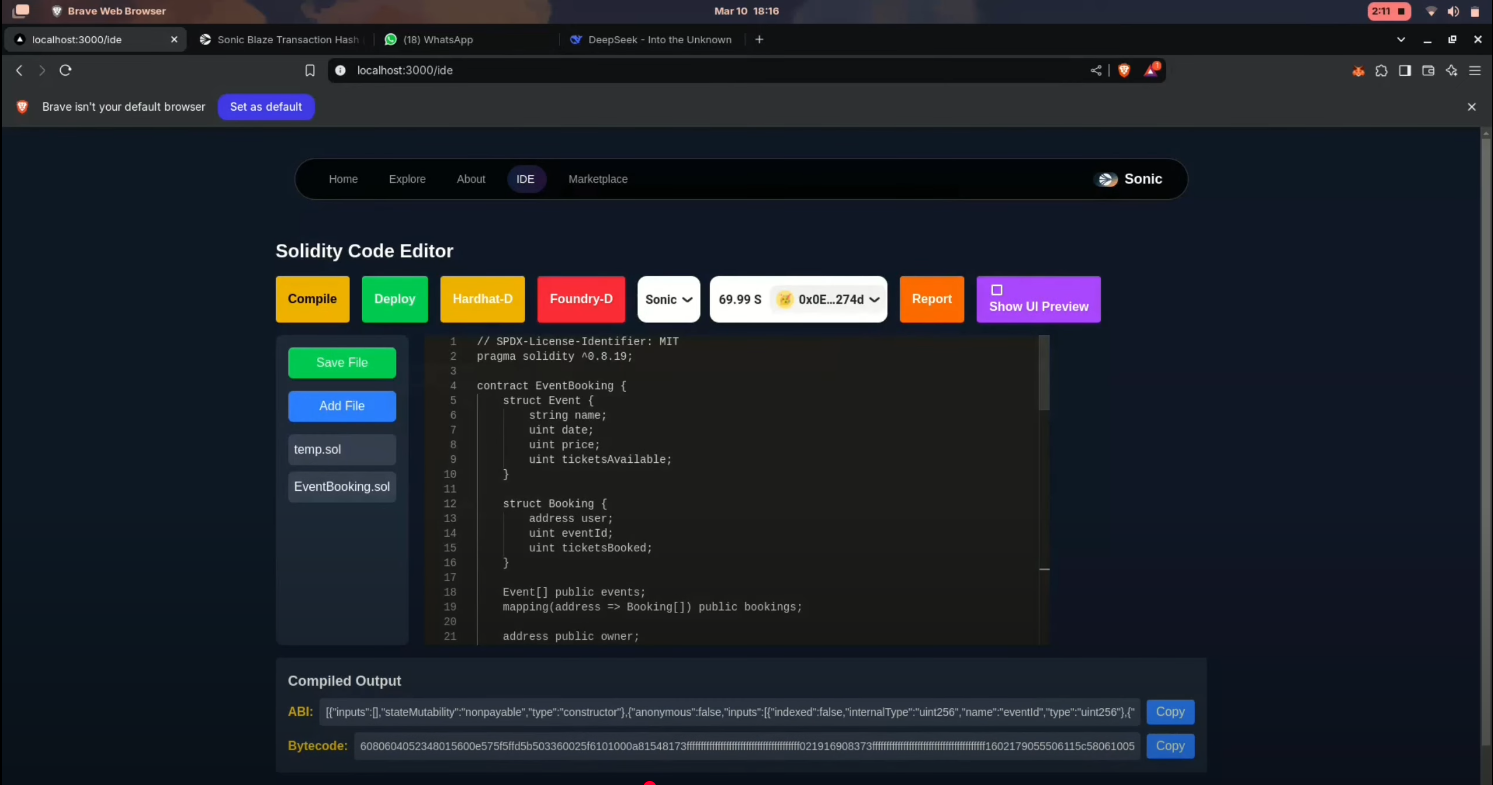 Brave Web Browser
Mar 10 18:16
2:11
localhost:3000/ide
Sonic Blaze Transaction Hash
(18) WhatsApp
DeepSeek - Into the Unknown
localhost:3000/ide
1
Brave isn't your default browser
Set as default
Home
Explore
About
IDE
Marketplace
Sonic
Solidity Code Editor
Compile
Deploy
Hardhat-D
Foundry-D
Sonic
69.99 S
0x0E...274d
Report
Show UI Preview
Save File
Add File
temp.sol
EventBooking.sol
1 // SPDX-License-Identifier: MIT
2 pragma solidity ^0.8.19;
3
4 contract EventBooking {
5 struct Event {
6 string name;
7 uint date;
8 uint price;
9 uint ticketsAvailable;
10 }
11
12 struct Booking {
13 address user;
14 uint eventId;
15 uint ticketsBooked;
16 }
17
18 Event[] public events;
19 mapping(address => Booking[]) public bookings;
20
21 address public owner;
Compiled Output
ABI: [{"inputs":[],"stateMutability":"nonpayable","type":"constructor"},{"anonymous":false,"inputs":[{"indexed":false,"internalType":"uint256","name":"eventId","type":"uint256"},{"
Copy
Bytecode:
Copy